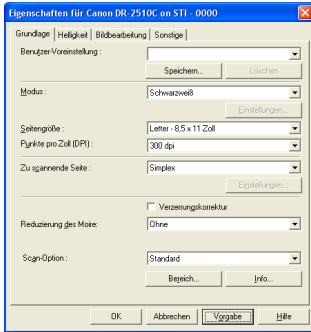 Eigenschaften für Canon DR-2510C on STI - 0000
Grundlage Helligkeit Bildbearbeitung Sonstige
Benutzer-Voreinstellung :
Speichern... Löschen
Modus : Schwarzweiß
Einstellungen...
Seitengröße : Letter - 8,5 x 11 Zoll
Punkte pro Zoll (DPI) : 300 dpi
Zu scannende Seite : Simplex
Einstellungen...
Verzerrungskorrektur
Reduzierung des Moire: Ohne
Scan-Option : Standard
Bereich... Info...
OK Abbrechen Vorgabe Hilfe